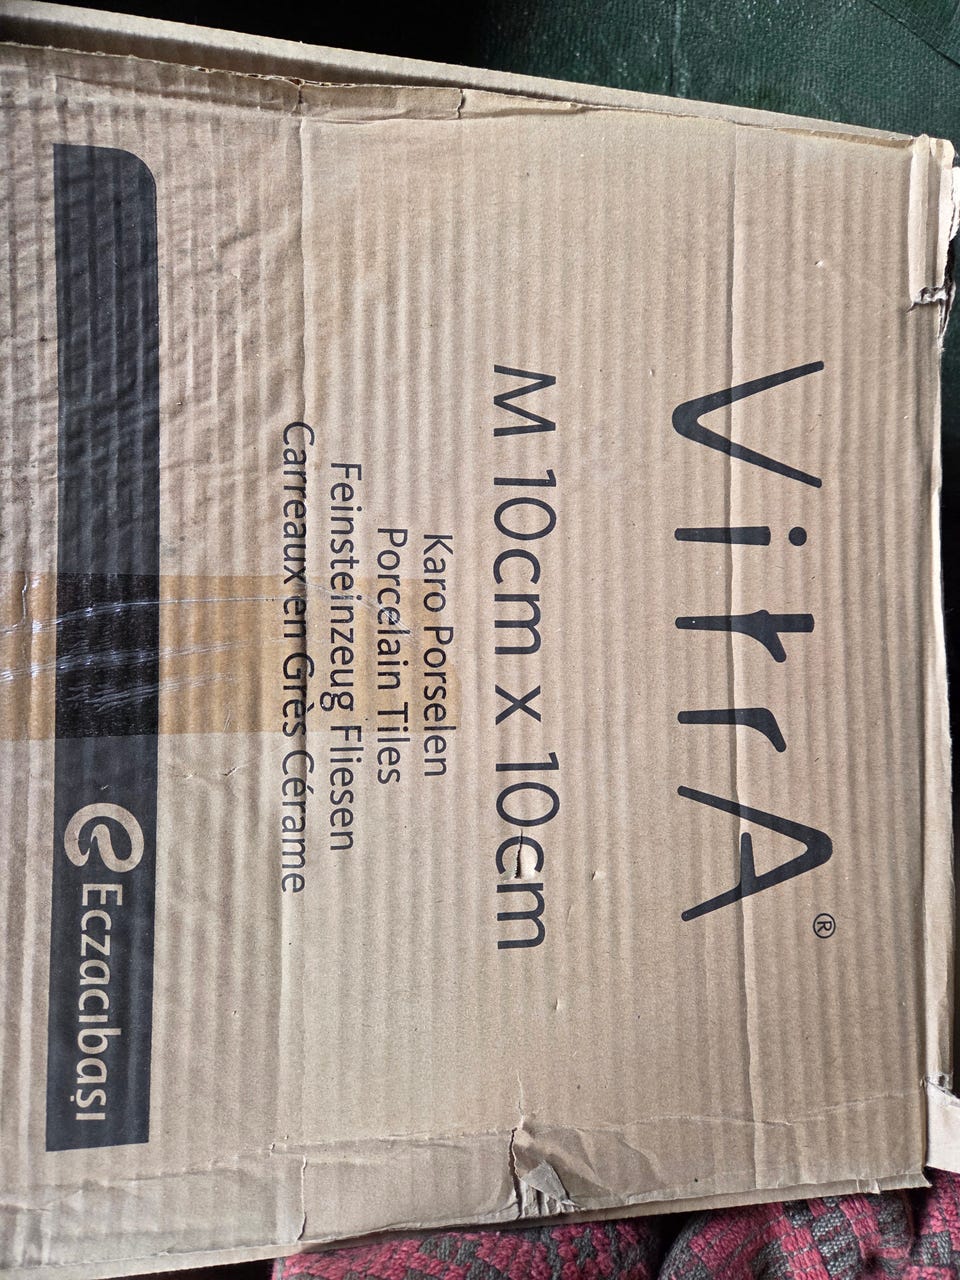 VitrA®
M 10cm x 10cm
Karo Porselen
Porcelain Tiles
Feinsteinzeug Fliesen
Carreaux en Grès Cérame
Eczacıbaşı